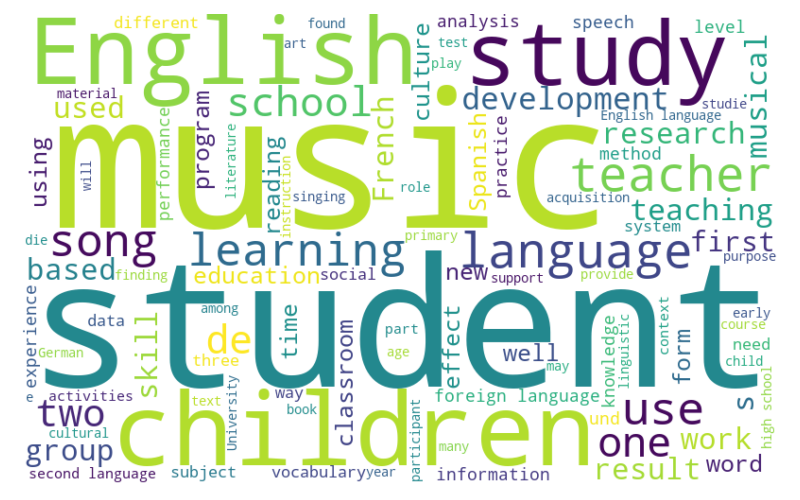 different
found
analysis
speech
level
English
art
study
test
play
culture
musical
material
used
school
development
studie
English language
using
will
performance
program
literature
reading
instruction
French
music
singing
role
Spanish
practice
research
method
teacher
acquisition
teaching
system
die
song
learning
primary
language
first
purpose
based
finding
education
social
new
support
provide
experience
data
among
student
German
skill
de
three
time
part
age
effect
well
may
form
context
linguistic
knowledge
early
course
need
child
e
activities
text
University
way
book
classroom
foreign language
und
use
s
high school
two
cultural
children
many
participant
one
work
group
second language
subject
vocabulary
year
information
result
word